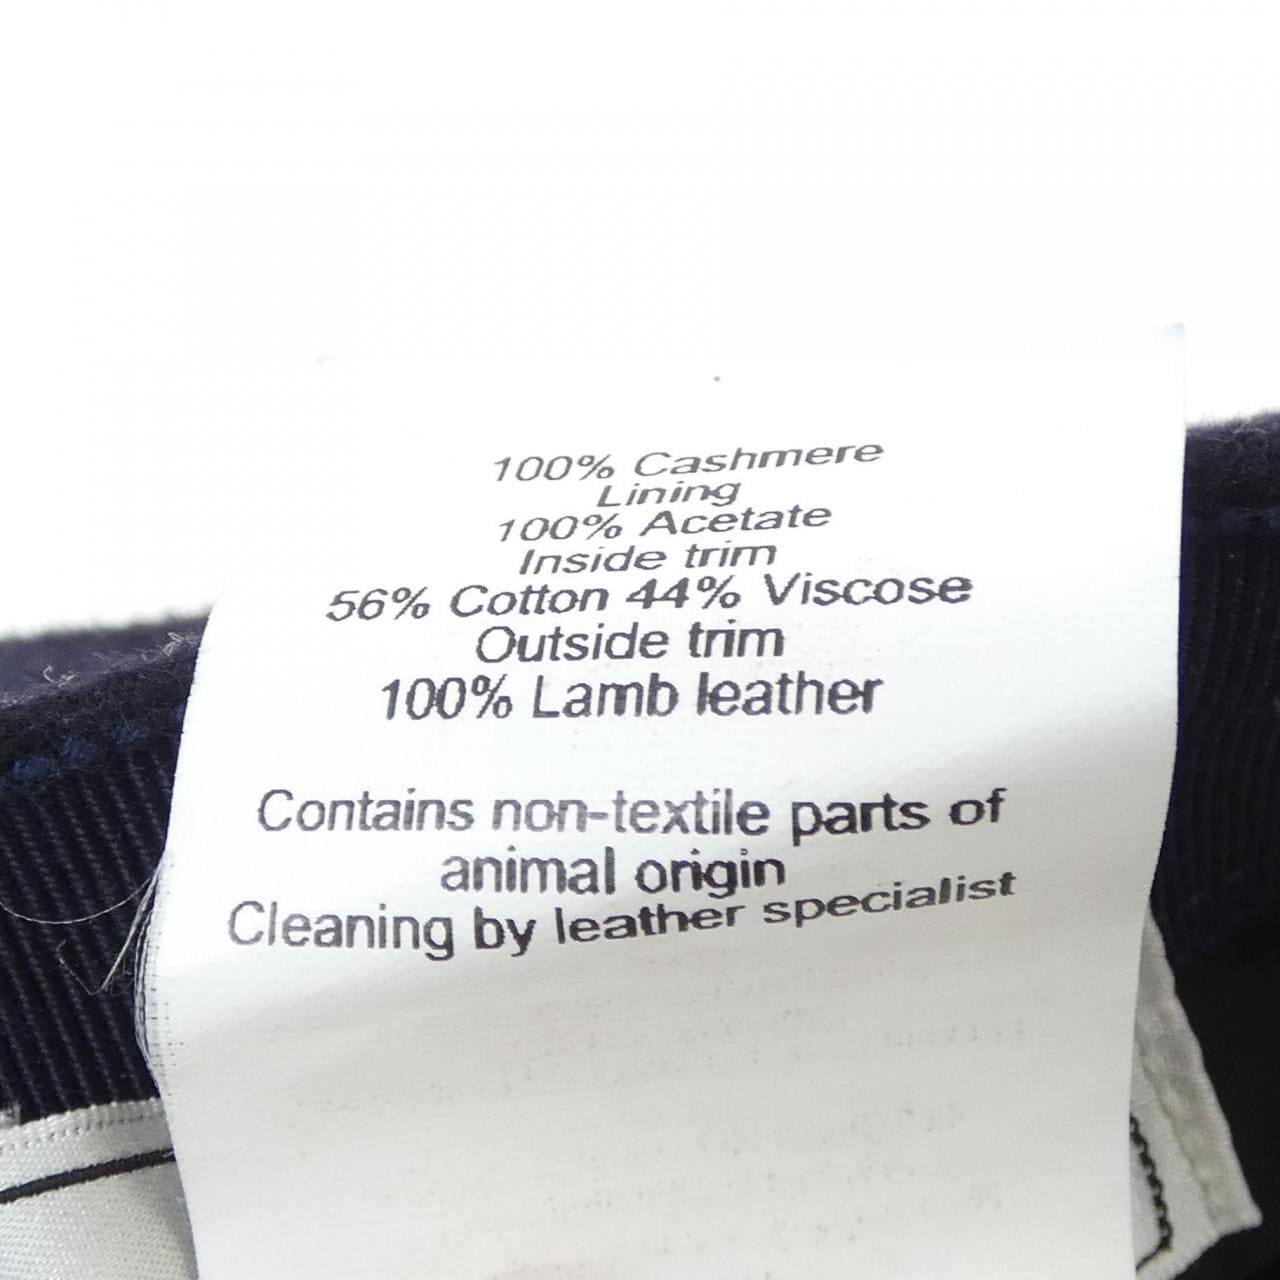 100% Cashmere
Lining
100% Acetate
Inside trim
56% Cotton 44% Viscose
Outside trim
100% Lamb leather
Contains non-textile parts of
animal origin
Cleaning by leather specialist